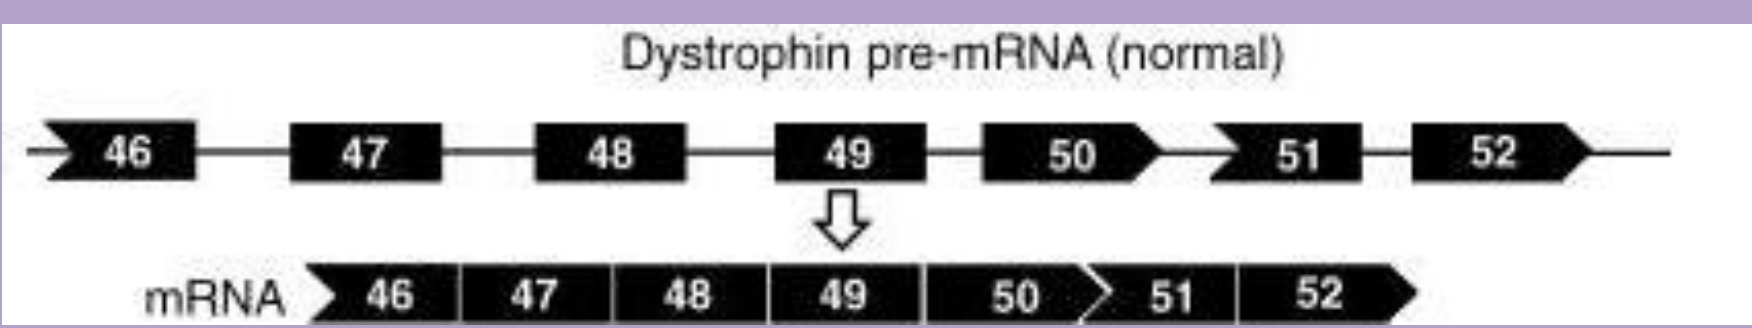 Dystrophin pre-mRNA (normal)
46 47 48 49 50 51 52
mRNA 46 47 48 49 50 51 52